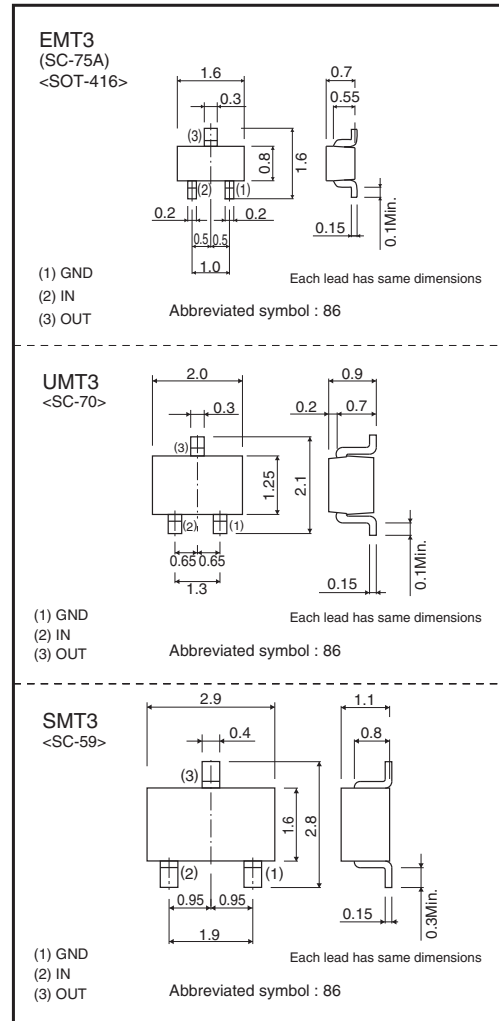 EMT3
(SC-75A)
<SOT-416>
1.6
0.3
(3)
0.8
1.6
(2)
(1)
0.2
0.2
0.5
0.5
1.0
0.7
0.55
0.15
0.1Min.
(1) GND
(2) IN
(3) OUT
Each lead has same dimensions
Abbreviated symbol : 86
UMT3
<SC-70>
2.0
0.3
(3)
1.25
2.1
(2)
(1)
0.65
0.65
1.3
0.9
0.2
0.7
0.15
0.1Min.
(1) GND
(2) IN
(3) OUT
Each lead has same dimensions
Abbreviated symbol : 86
SMT3
<SC-59>
2.9
0.4
(3)
1.6
2.8
(2)
(1)
0.95
0.95
1.9
1.1
0.8
0.15
0.3Min.
(1) GND
(2) IN
(3) OUT
Each lead has same dimensions
Abbreviated symbol : 86